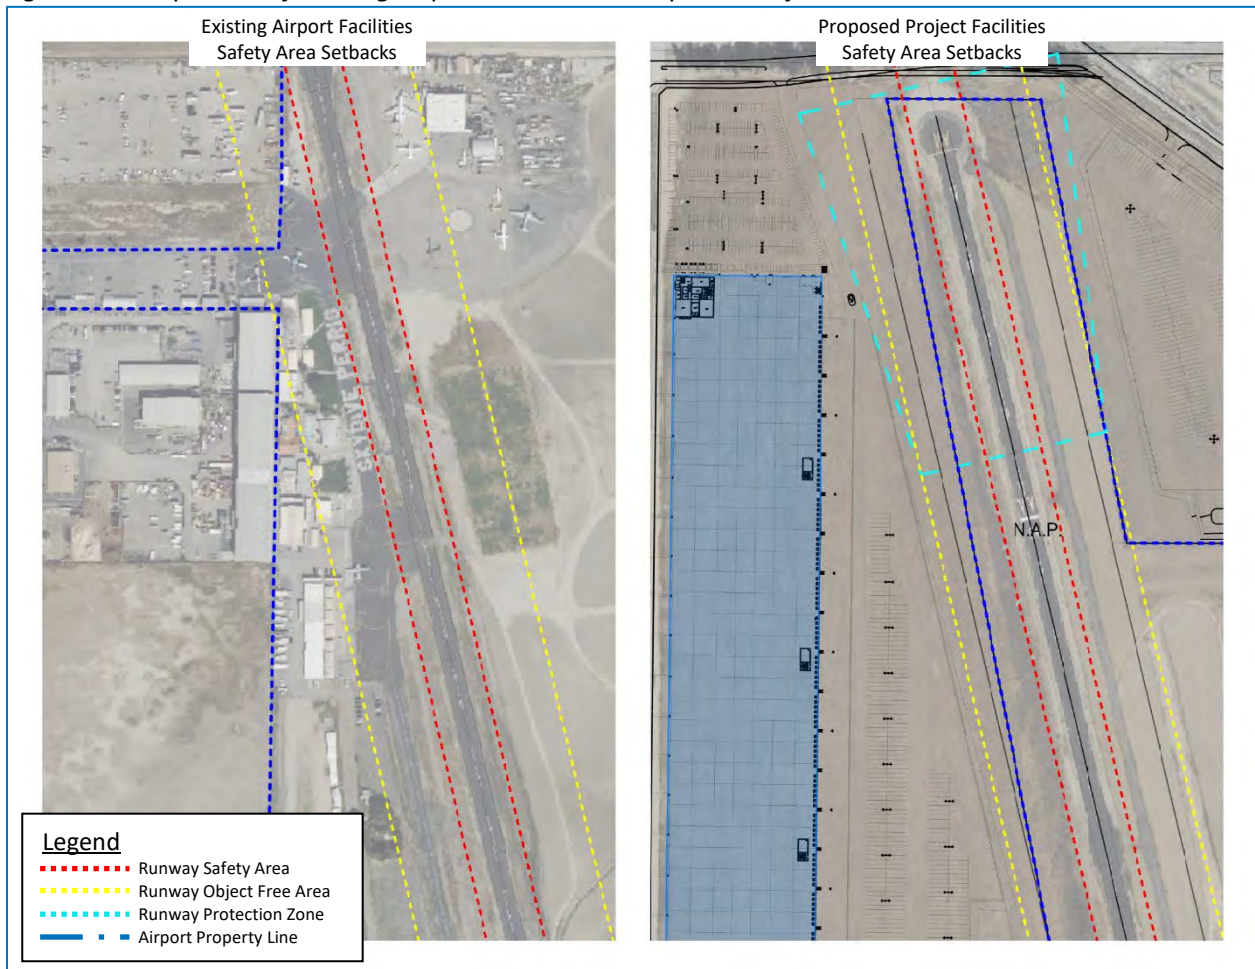 Existing Airport Facilities
Safety Area Setbacks
Proposed Project Facilities
Safety Area Setbacks
N.A.P.
Legend
Runway Safety Area
Runway Object Free Area
Runway Protection Zone
Airport Property Line